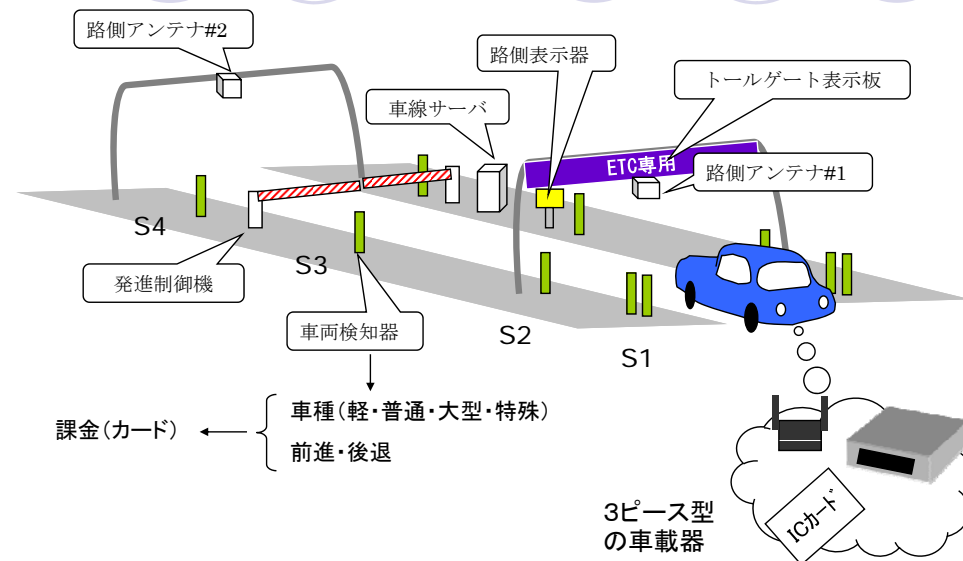 路側アンテナ#2
路側表示器
トールゲート表示板
車線サーバ
ETC専用
路側アンテナ#1
S4
S3
発進制御機
車両検知器
S2
S1
車種(軽・普通・大型・特殊)
課金(カード)
前進・後退
3ピース型
の車載器
ICカード